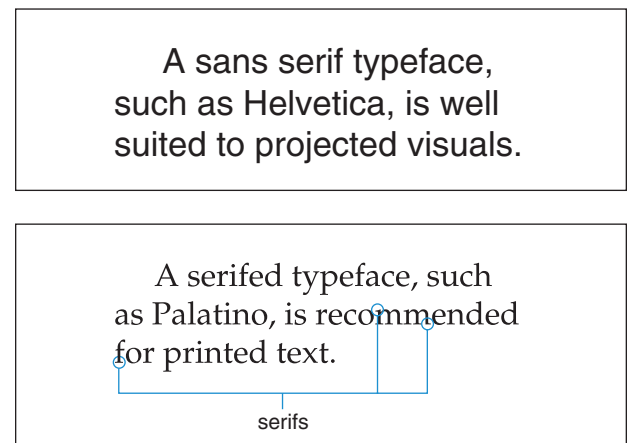 A sans serif typeface,
such as Helvetica, is well
suited to projected visuals.
A serifed typeface, such
as Palatino, is recommended
for printed text.
serifs